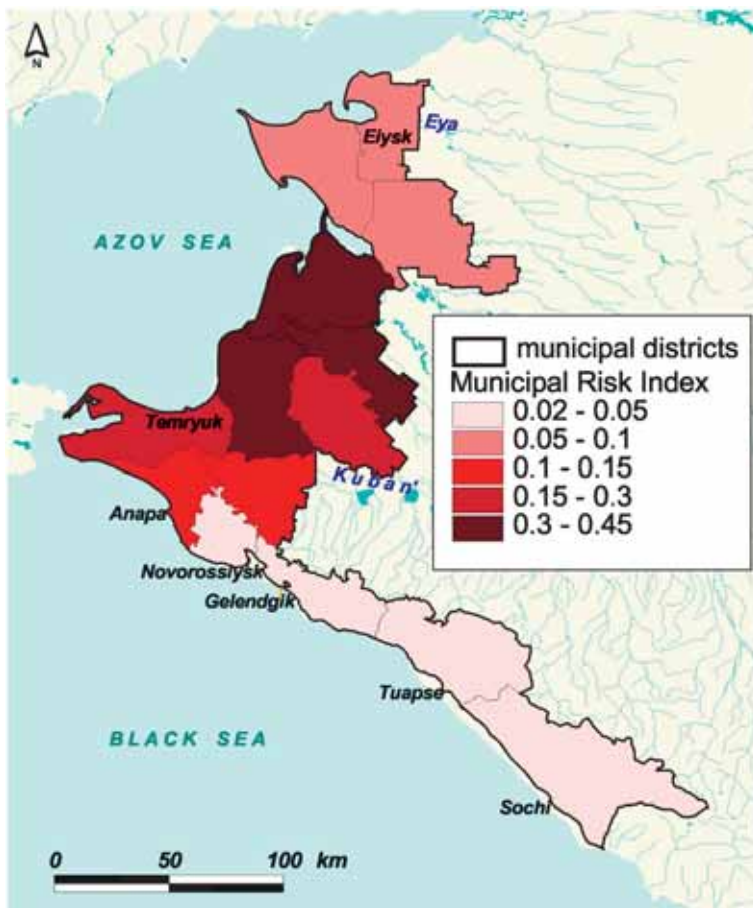 N
Eiysk
Eya
AZOV SEA
municipal districts
Municipal Risk Index
0.02 - 0.05
0.05 - 0.1
0.1 - 0.15
0.15 - 0.3
0.3 - 0.45
Temryuk
Kuban'
Anapa
Novorossiysk
Gelendgik
Tuapse
BLACK SEA
Sochi
0 50 100 km